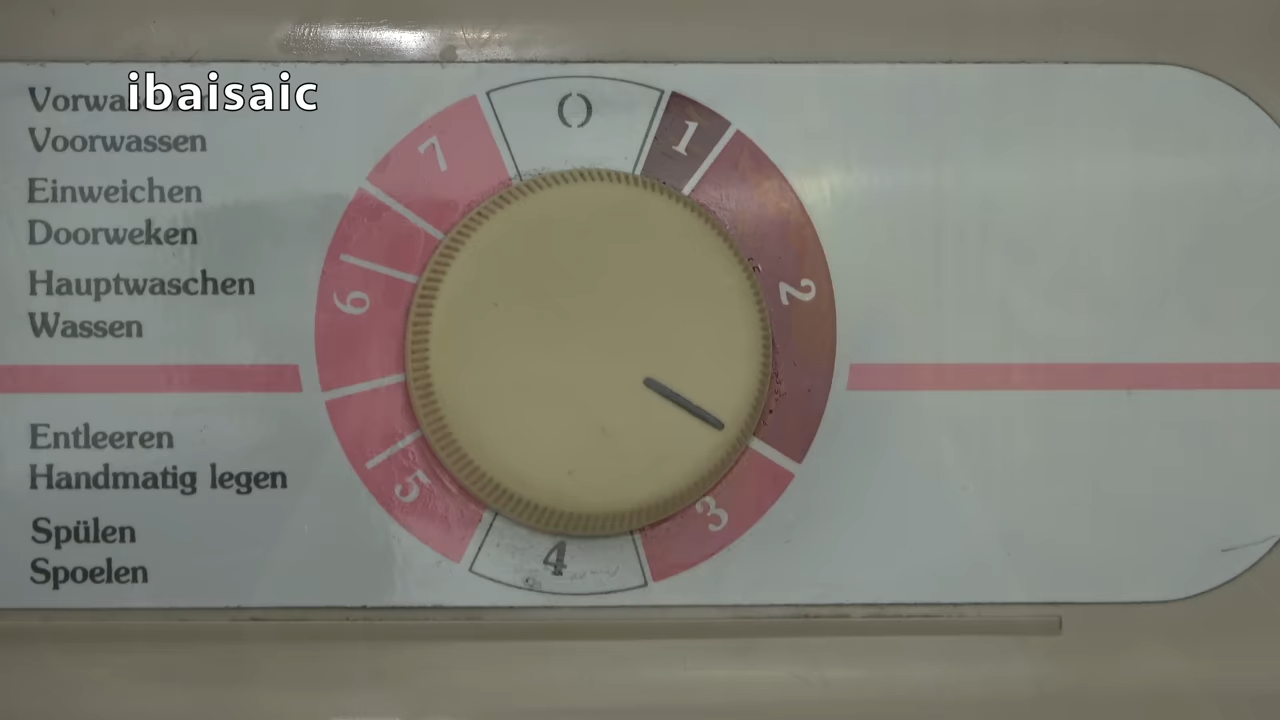 ibaisaic
Voorwassen
Einweichen
Doorweken
Hauptwaschen
Wassen
Entleeren
Handmatig legen
Spülen
Spoelen
0
1
2
3
4
5
6
7